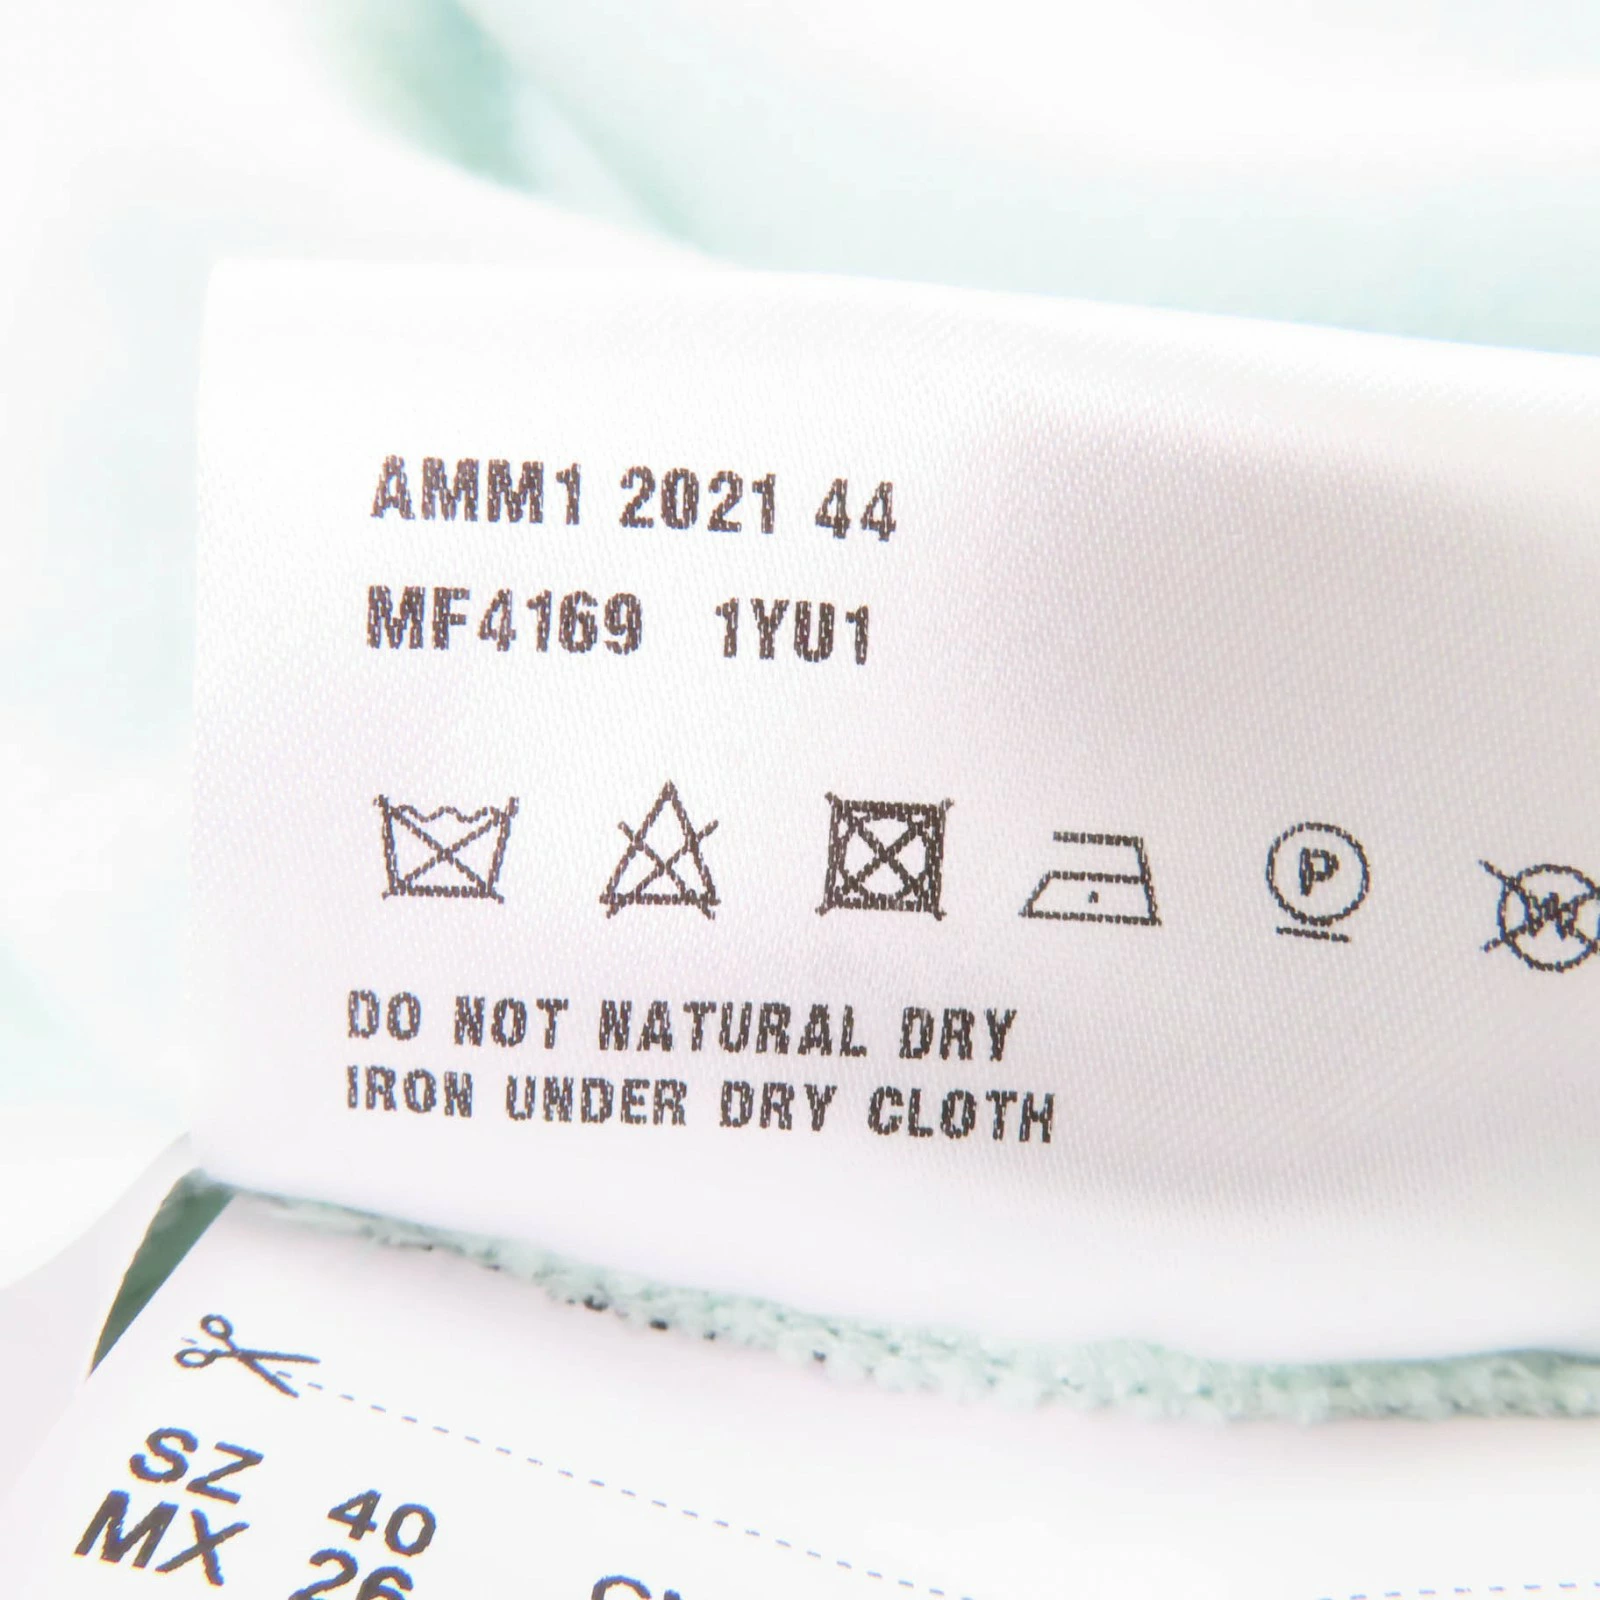 AMM1 2021 44
MF4169 1YU1
P
W
DO NOT NATURAL DRY
IRON UNDER DRY CLOTH
SZ 40
MX 26